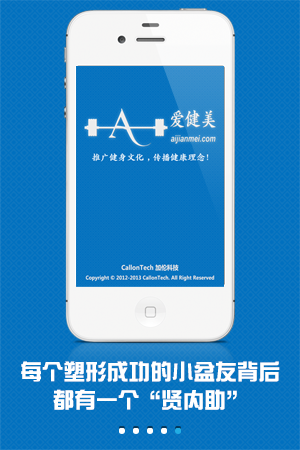 爱健美
aijianmei.com
推广健身文化，传播健康理念！
CallonTech 加伦科技
Copyright © 2012-2013 CallonTech. All Right Reserved
每个塑形成功的小盆友背后
都有一个“贤内助”